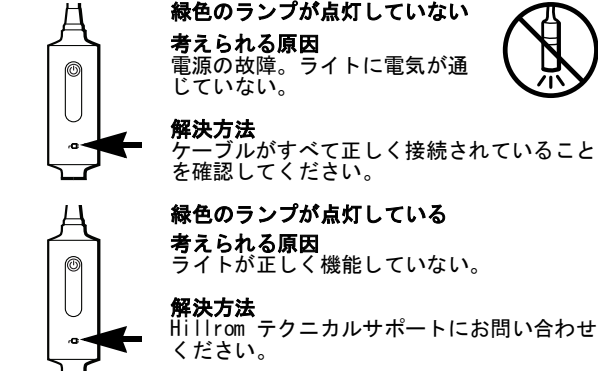 緑色のランプが点灯していない
考えられる原因
電源の故障。ライトに電気が通
じていない。
解決方法
ケーブルがすべて正しく接続されていること
を確認してください。
緑色のランプが点灯している
考えられる原因
ライトが正しく機能していない。
解決方法
Hillrom テクニカルサポートにお問い合わせ
ください。